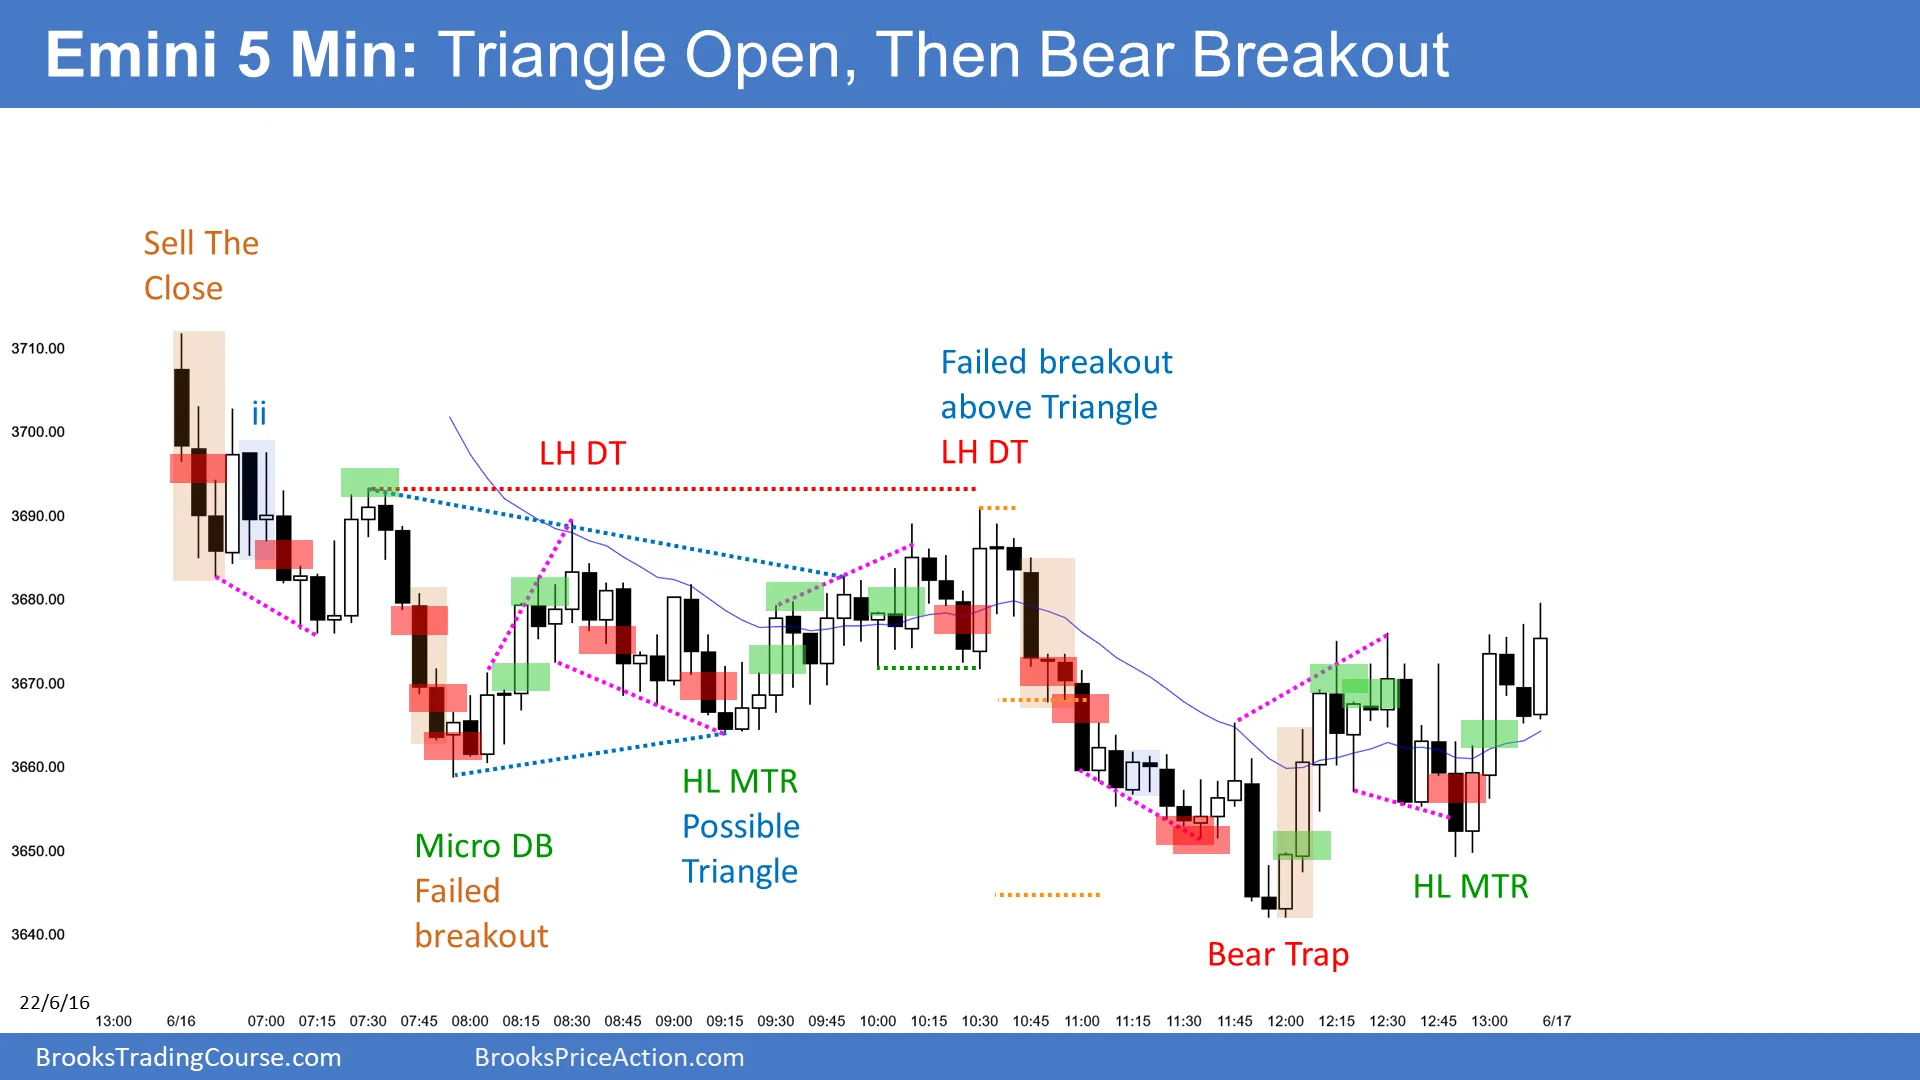 Emini 5 Min: Triangle Open, Then Bear Breakout
Sell The
Close
ii
LH DT
Failed breakout
above Triangle
LH DT
3710.00
3700.00
3690.00
3680.00
3670.00
3660.00
3650.00
3640.00
HL MTR
Possible
Triangle
Micro DB
Failed
breakout
HL MTR
Bear Trap
22/6/16
13:00 6/16 07:00 07:15 07:30 07:45 08:00 08:15 08:30 08:45 09:00 09:15 09:30 09:45 10:00 10:15 10:30 10:45 11:00 11:15 11:30 11:45 12:00 12:15 12:30 12:45 13:00 6/17
BrooksTradingCourse.com BrooksPriceAction.com